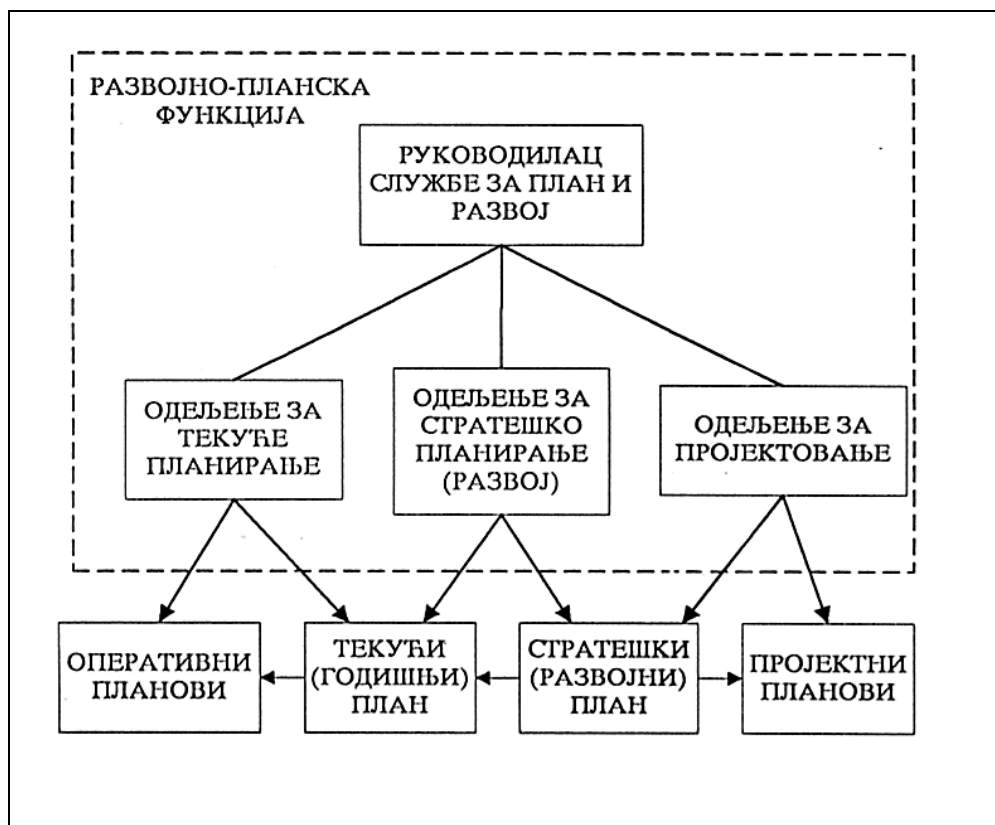 РАЗВОЈНО-ПЛАНСКА
ФУНКЦИЈА
РУКОВОДИЛАЦ
СЛУЖБЕ ЗА ПЛАН И
РАЗВОЈ
ОДЕЉЕЊЕ ЗА
ТЕКУЋЕ
ПЛАНИРАЊЕ
ОДЕЉЕЊЕ ЗА
СТРАТЕШКО
ПЛАНИРАЊЕ
(РАЗВОЈ)
ОДЕЉЕЊЕ ЗА
ПРОЈЕКТОВАЊЕ
ОПЕРАТИВНИ
ПЛАНОВИ
ТЕКУЋИ
(ГОДИШЊИ)
ПЛАН
СТРАТЕШКИ
(РАЗВОЈНИ)
ПЛАН
ПРОЈЕКТНИ
ПЛАНОВИ